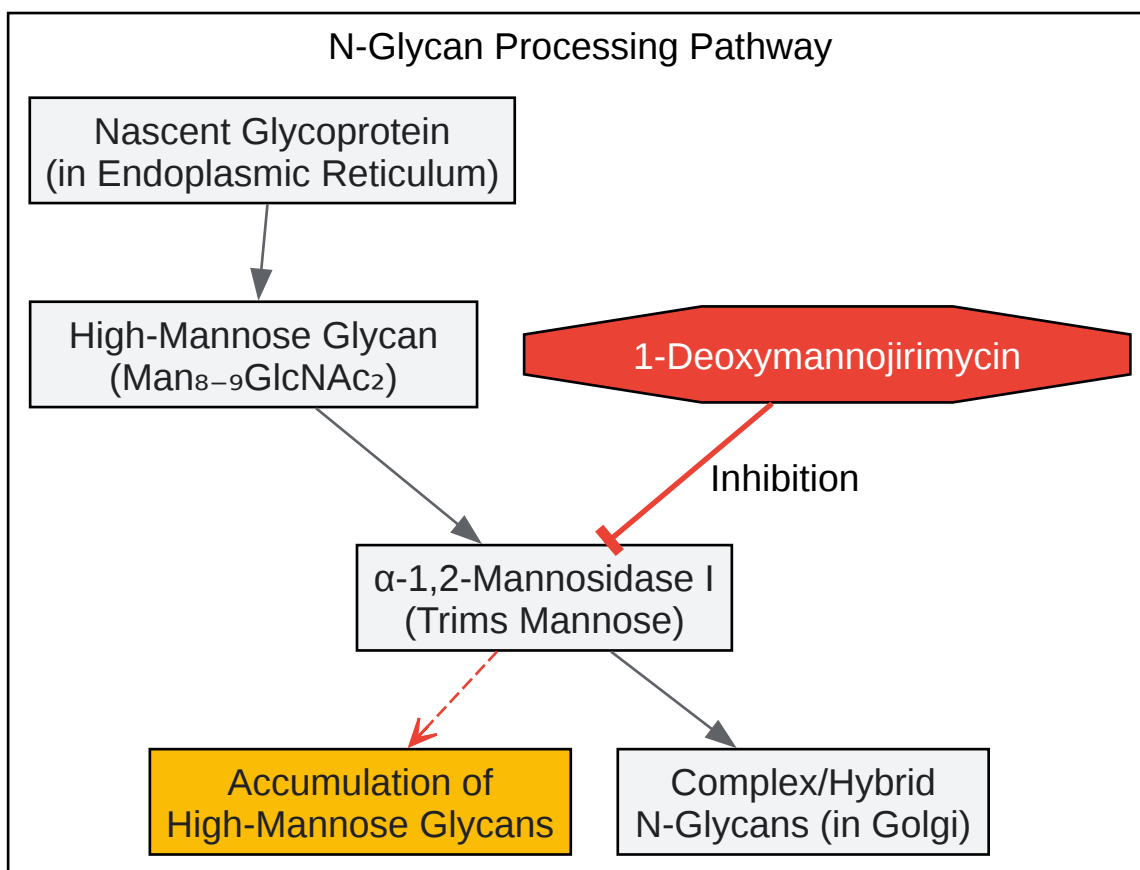 N-Glycan Processing Pathway
Nascent Glycoprotein
(in Endoplasmic Reticulum)
High-Mannose Glycan
(Man₈₋₉GlcNAc₂)
1-Deoxymannojirimycin
Inhibition
α-1,2-Mannosidase I
(Trims Mannose)
Accumulation of
High-Mannose Glycans
Complex/Hybrid
N-Glycans (in Golgi)